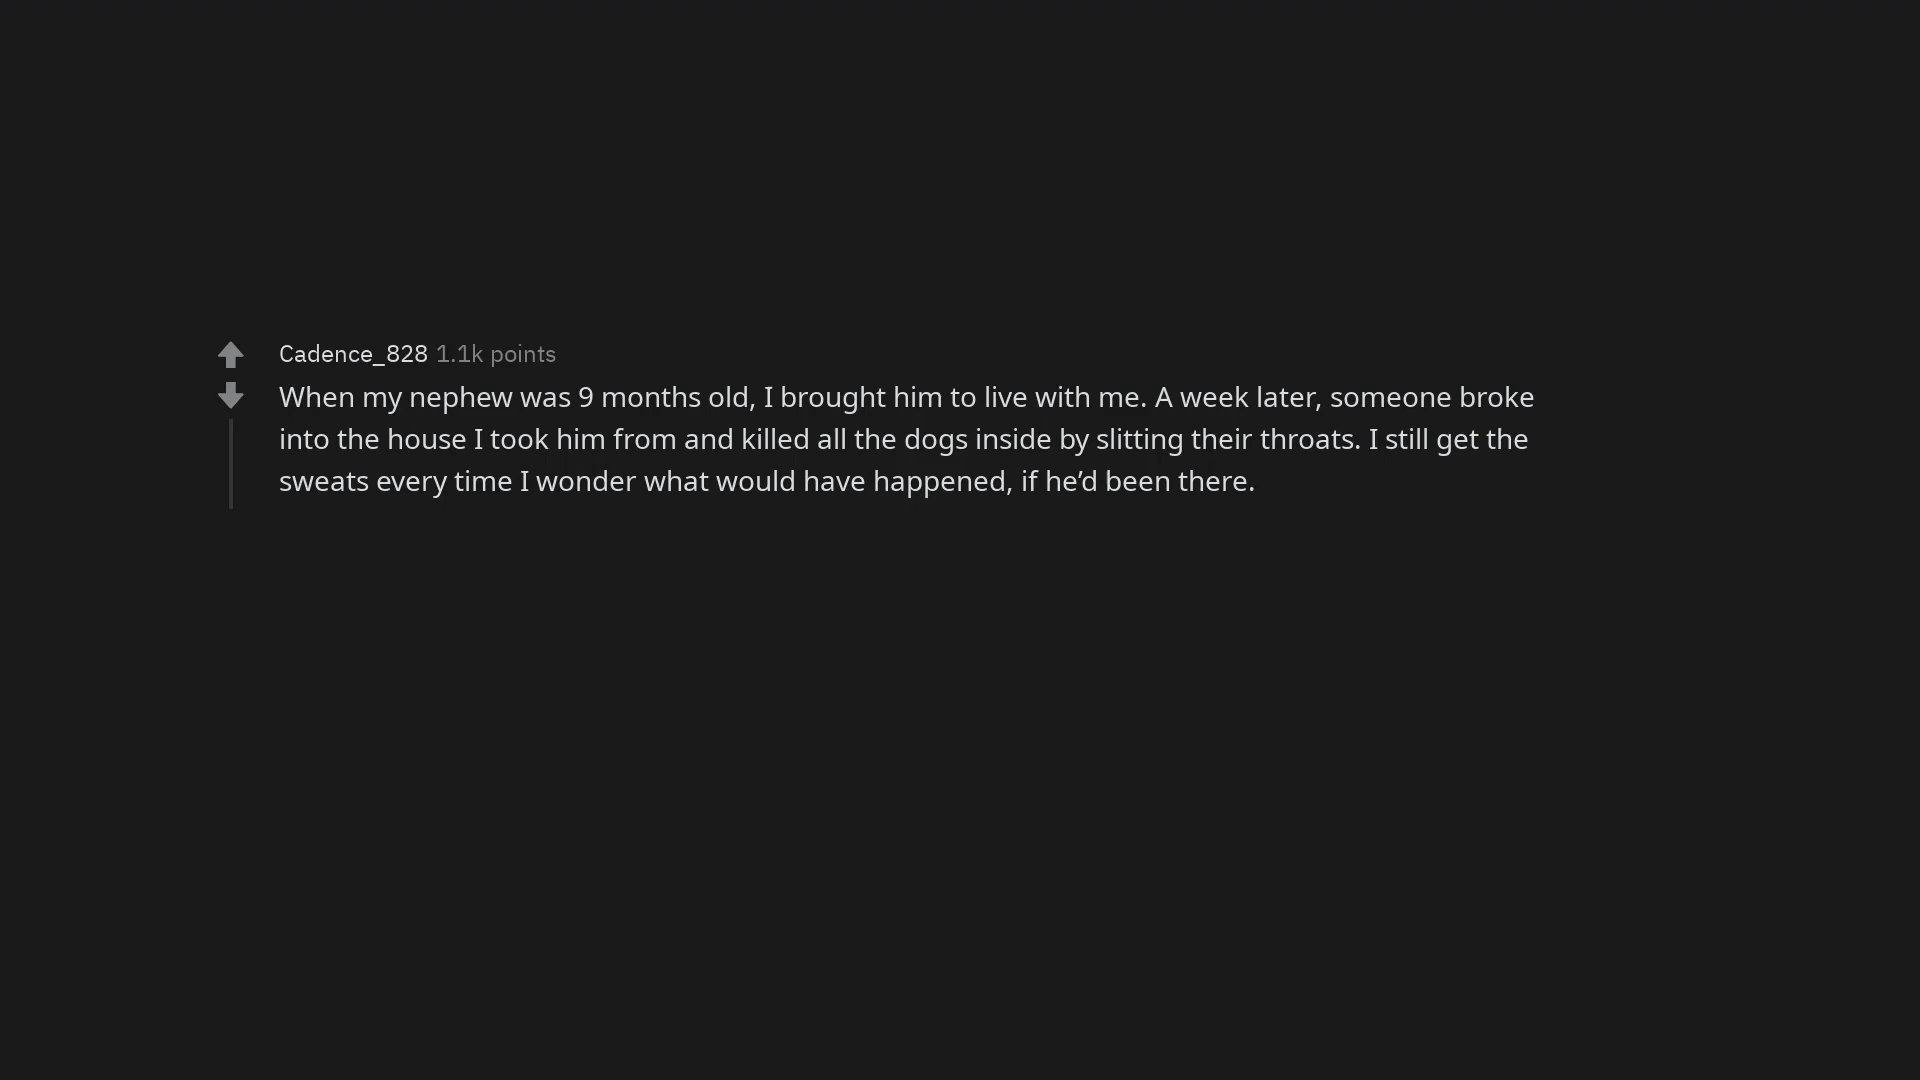 Cadence_828 1.1k points
When my nephew was 9 months old, I brought him to live with me. A week later, someone broke
into the house I took him from and killed all the dogs inside by slitting their throats. I still get the
sweats every time I wonder what would have happened, if he’d been there.